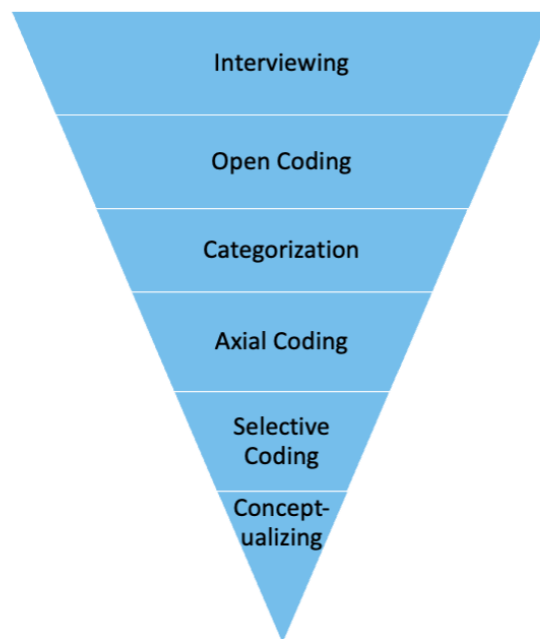 Interviewing
Open Coding
Categorization
Axial Coding
Selective
Coding
Concept-
ualizing